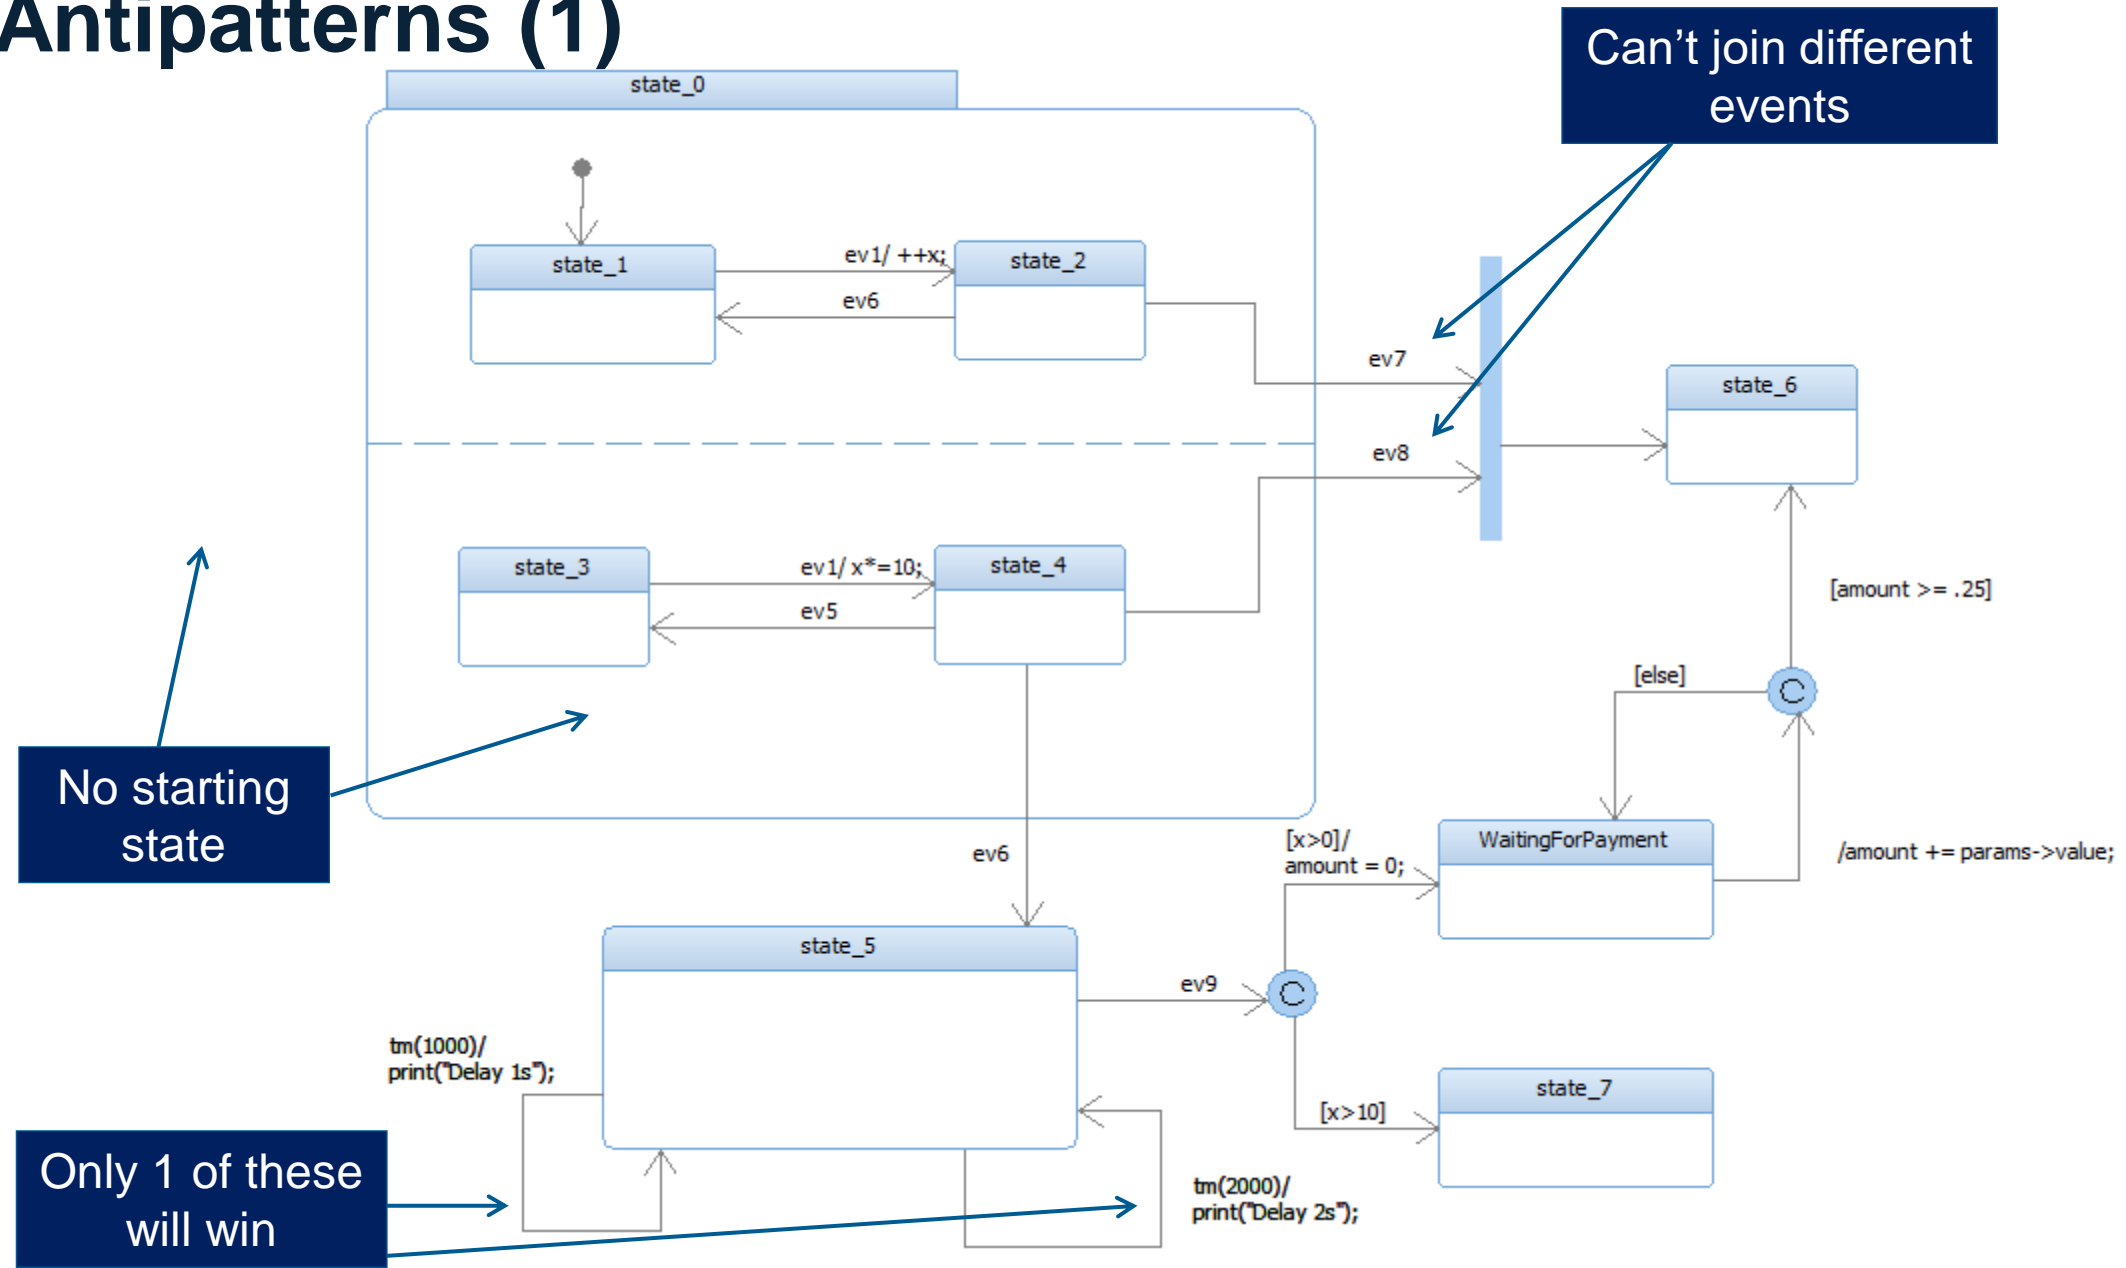 Antipatterns (1)
Can't join different
events
state_0
state_1
ev1/ ++x;
ev6
state_2
ev7
state_6
ev8
state_3
ev1/ x*=10;
ev5
state_4
[amount >= .25]
[else]
No starting
state
ev6
[x>0]/
amount = 0;
WaitingForPayment
/amount += params->value;
state_5
ev9
tm(1000)/
print("Delay 1s");
state_7
[x>10]
Only 1 of these
will win
tm(2000)/
print("Delay 2s");
C
C